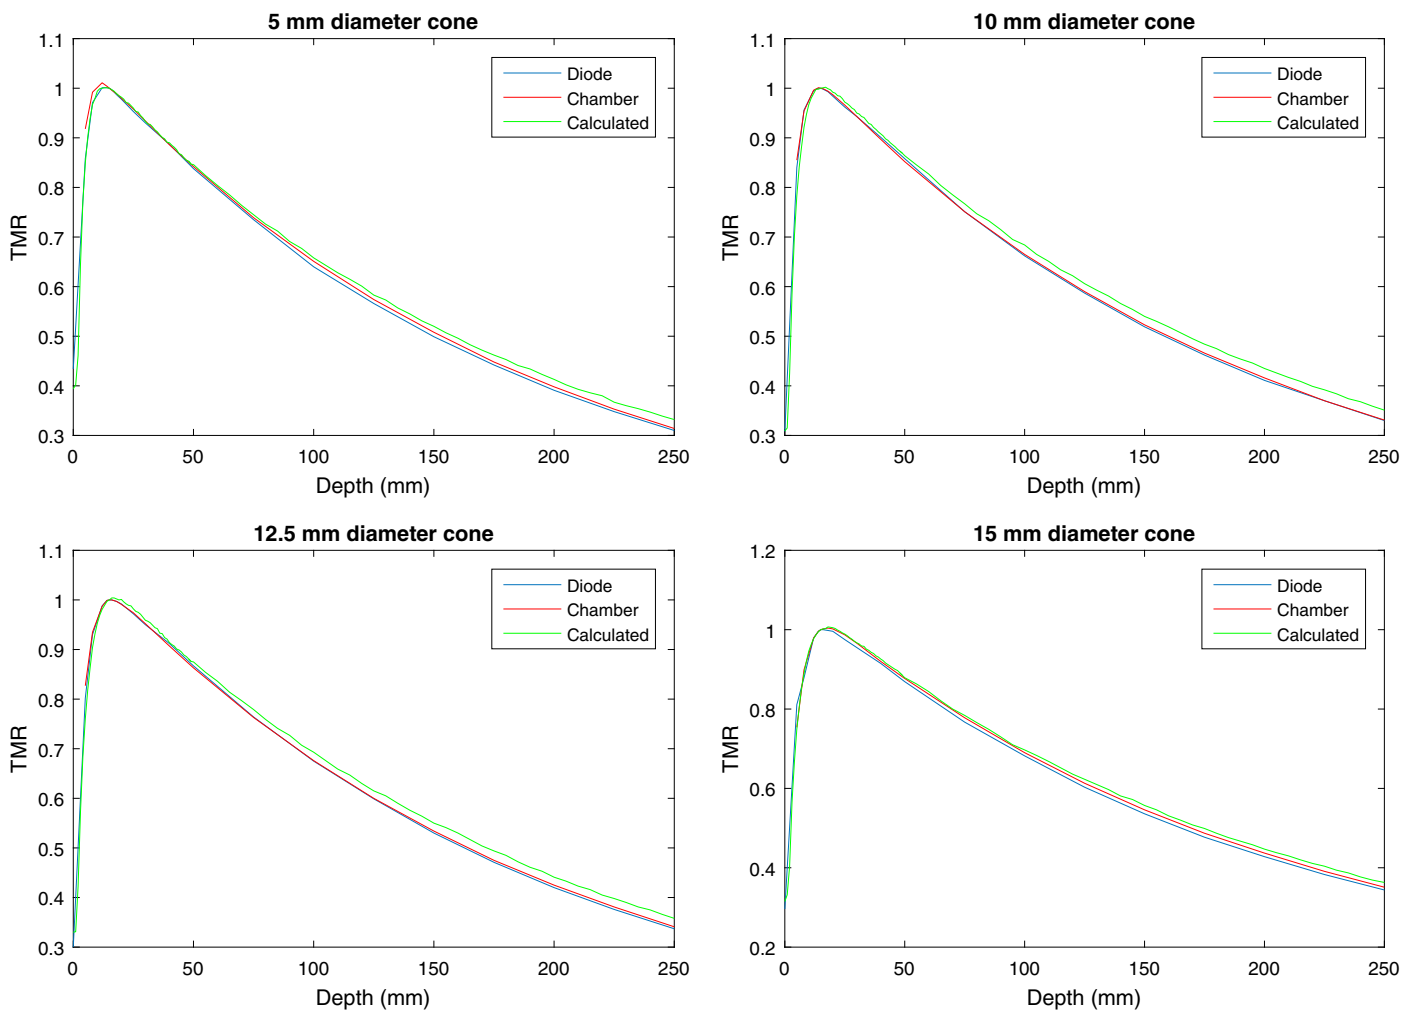 5 mm diameter cone
1.1
1
0.9
0.8
0.7
0.6
0.5
0.4
0.3
TMR
0
50
100
150
200
250
Depth (mm)
Diode
Chamber
Calculated
10 mm diameter cone
1.1
1
0.9
0.8
0.7
0.6
0.5
0.4
0.3
TMR
0
50
100
150
200
250
Depth (mm)
Diode
Chamber
Calculated
12.5 mm diameter cone
1.1
1
0.9
0.8
0.7
0.6
0.5
0.4
0.3
TMR
0
50
100
150
200
250
Depth (mm)
Diode
Chamber
Calculated
15 mm diameter cone
1.2
1.0
0.8
0.6
0.4
0.2
TMR
0
50
100
150
200
250
Depth (mm)
Diode
Chamber
Calculated